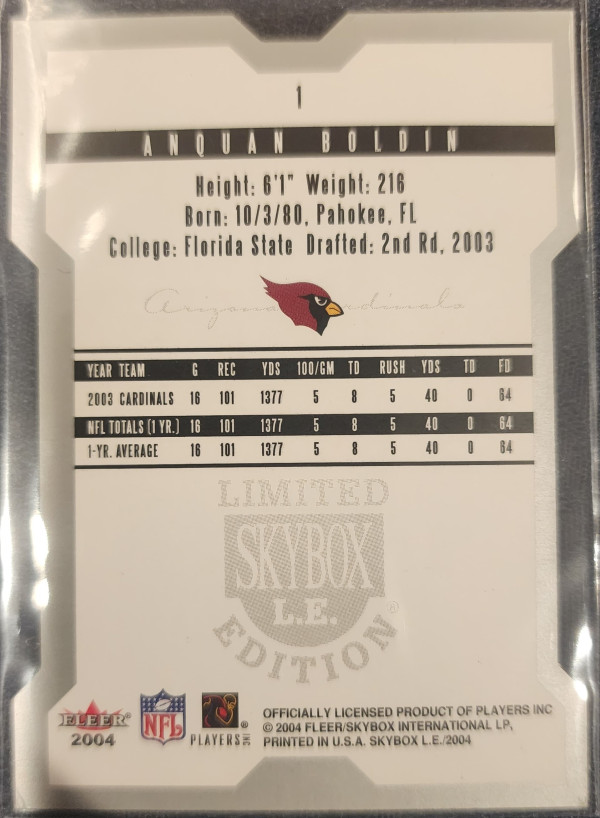 1
ANQUAN BOLDIN
Height: 6'1" Weight: 216
Born: 10/3/80, Pahokee, FL
College: Florida State Drafted: 2nd Rd, 2003
Arizona Cardinals
YEAR TEAM G REC YDS 100/GM TD RUSH YDS TD FD
2003 CARDINALS 16 101 1377 5 8 5 40 0 64
NFL TOTALS (1 YR.) 16 101 1377 5 8 5 40 0 64
1-YR. AVERAGE 16 101 1377 5 8 5 40 0 64
LIMITED
SKYBOX
L.E.
EDITION®
FLEER®
2004
NFL
PLAYERS INC ®
OFFICIALLY LICENSED PRODUCT OF PLAYERS INC
© 2004 FLEER/SKYBOX INTERNATIONAL LP,
PRINTED IN U.S.A. SKYBOX L.E./2004